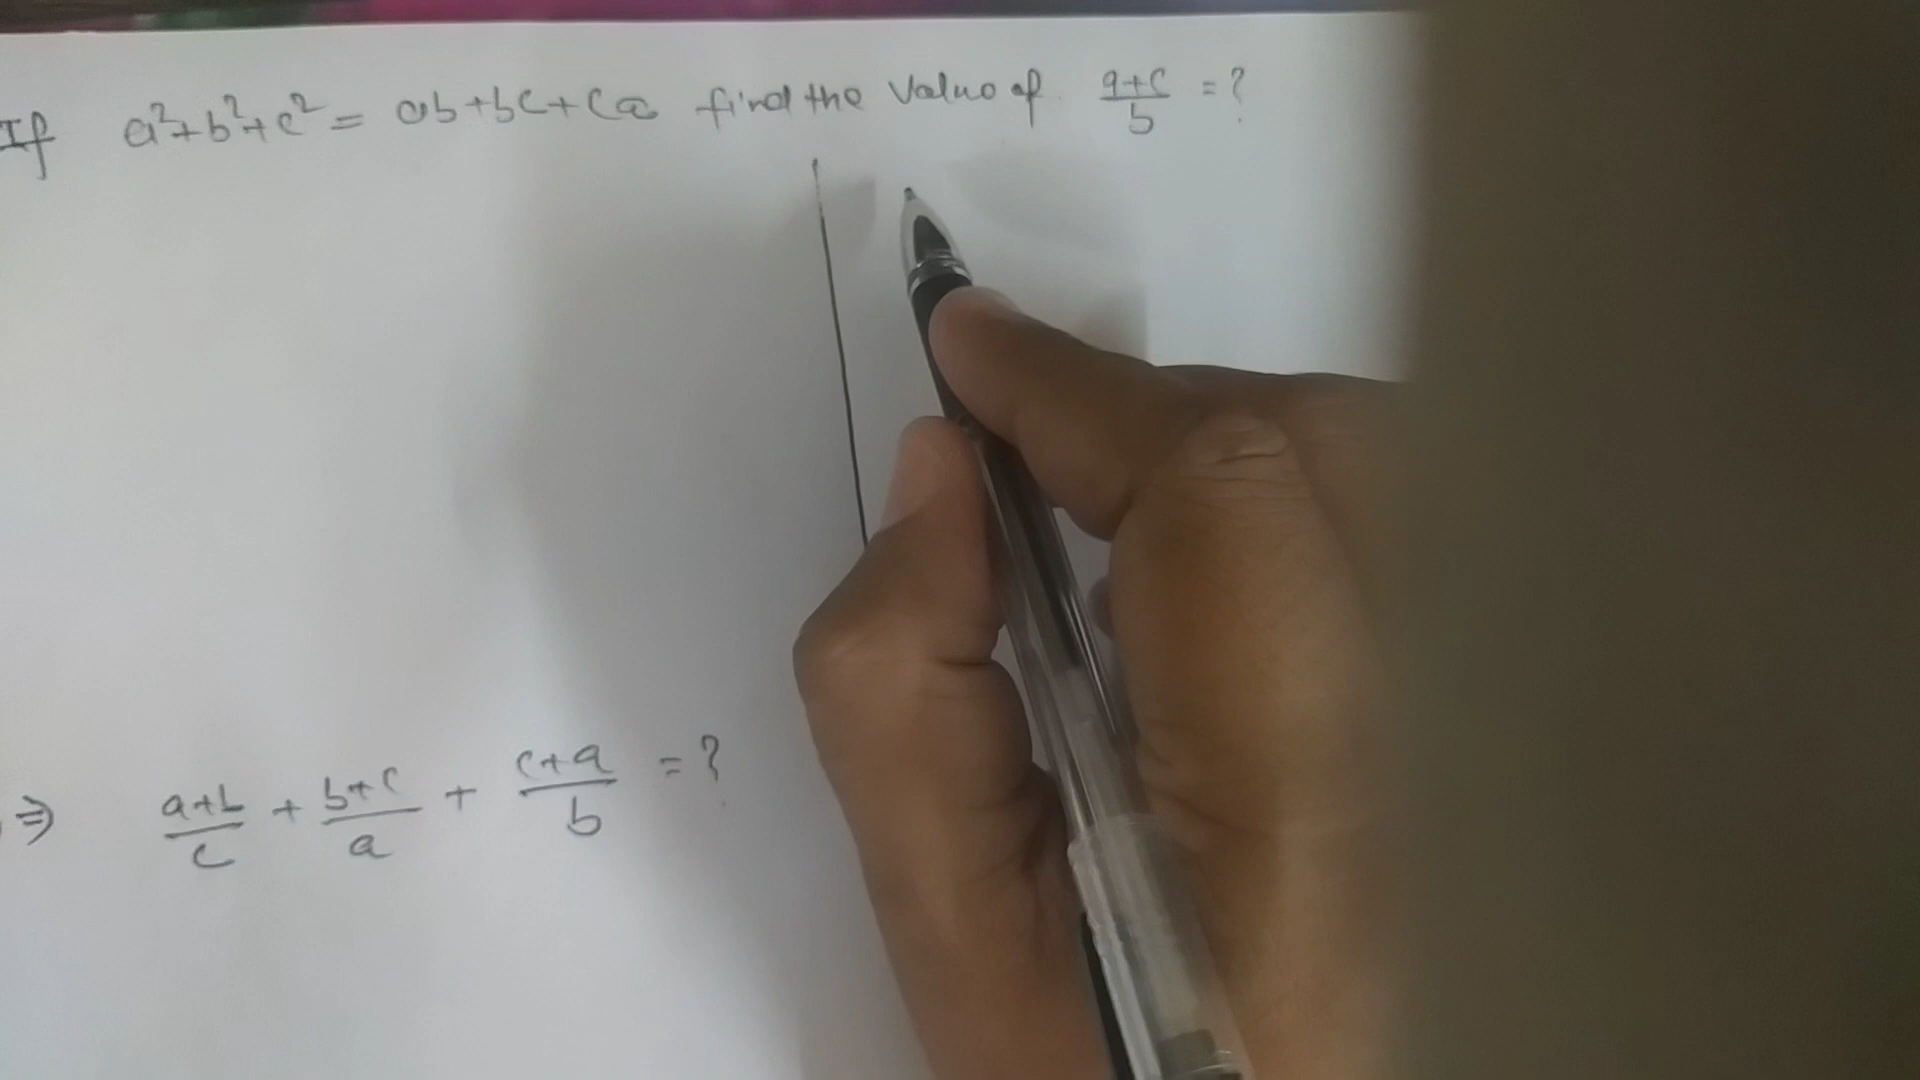 If a²+b²+c² = ab+bc+ca find the value of a+c/b = ?
⇒ a+b/c + b+c/a + c+a/b = ?